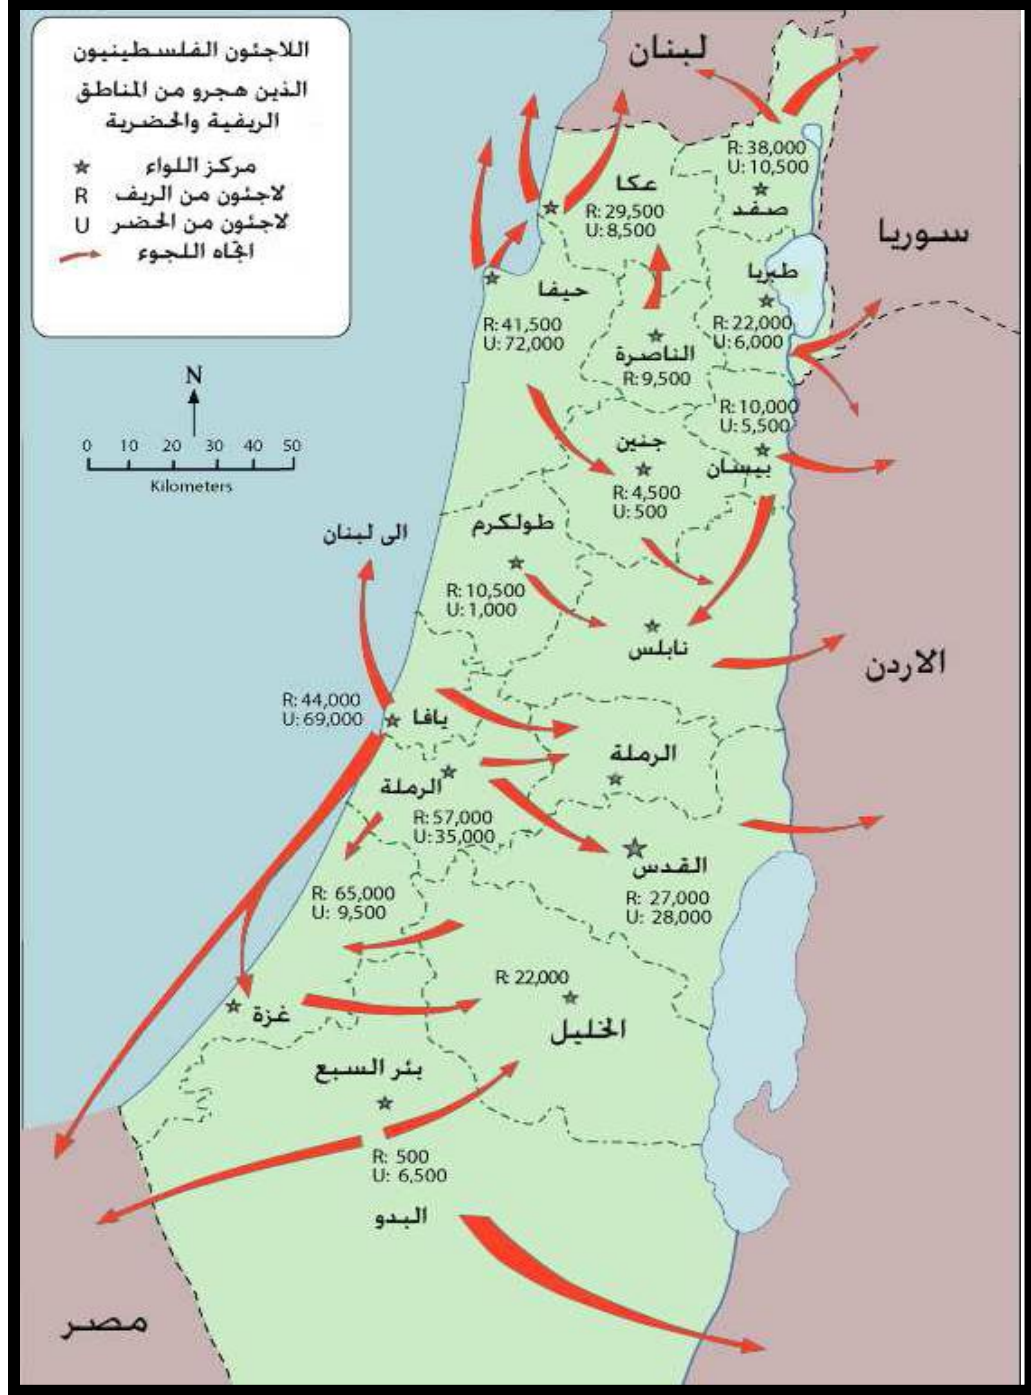 اللاجئون الفلسطينيون
الذين هجرو من المناطق
الريفية والحضرية
مركز اللواء
R لاجئون من الريف
U لاجئون من الحضر
اتجاه اللجوء
N
0 10 20 30 40 50
Kilometers
لبنان
سوريا
الاردن
مصر
الى لبنان
R: 38,000
U: 10,500
صفد
عكا
R: 29,500
U: 8,500
طبريا
R: 22,000
U: 6,000
حيفا
R: 41,500
U: 72,000
الناصرة
R: 9,500
R: 10,000
U: 5,500
بيسان
جنين
R: 4,500
U: 500
طولكرم
R: 10,500
U: 1,000
نابلس
R: 44,000
U: 69,000
يافا
الرملة
الرملة
R: 57,000
U: 35,000
القدس
R: 27,000
U: 28,000
R: 65,000
U: 9,500
غزة
R: 22,000
الخليل
بئر السبع
R: 500
U: 6,500
البدو